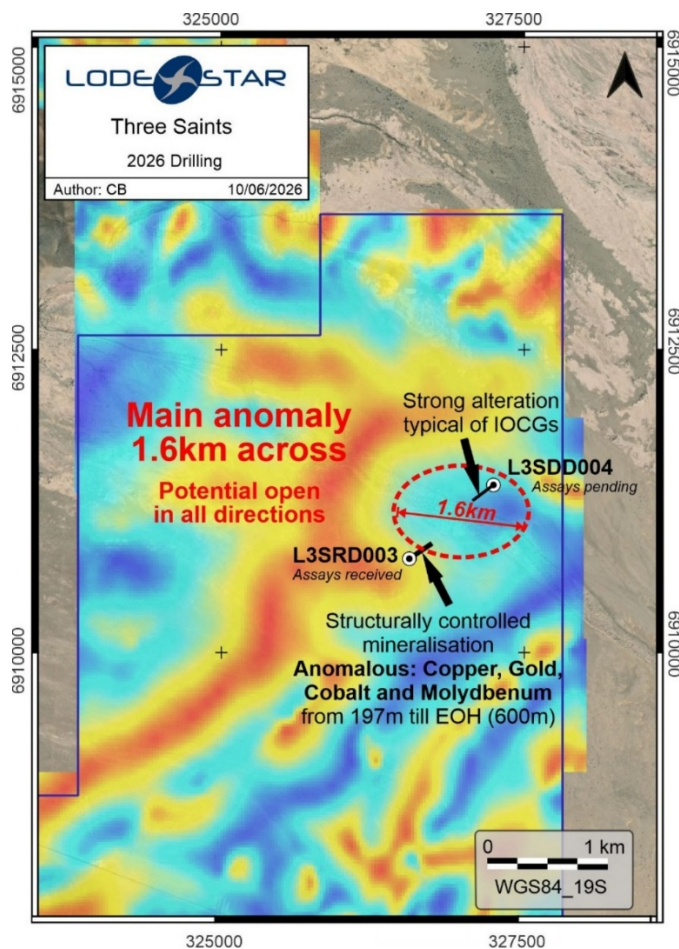 325000
327500
LODESTAR
Three Saints
2026 Drilling
Author: CB 10/06/2026
6915000
6915000
6912500
6912500
Main anomaly
1.6km across
Potential open
in all directions
Strong alteration
typical of IOCGs
L3SDD004
Assays pending
1.6km
L3SRD003
Assays received
Structurally controlled
mineralisation
Anomalous: Copper, Gold,
Cobalt and Molydbenum
from 197m till EOH (600m)
6910000
6910000
0 1 km
WGS84_19S
325000
327500